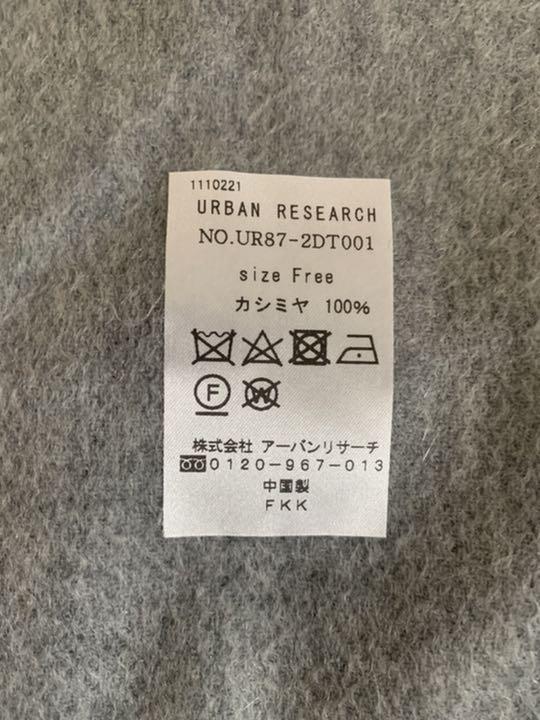 1110221
URBAN RESEARCH
NO.UR87-2DT001
size Free
カシミヤ 100%
F W
株式会社 アーバンリサーチ
0120-967-013
中国製
FKK